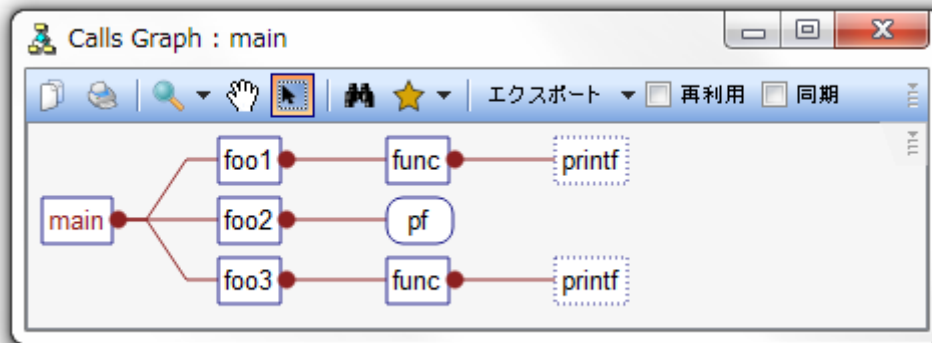 Calls Graph : main
エクスポート 再利用 同期
foo1 func printf
main foo2 pf
foo3 func printf